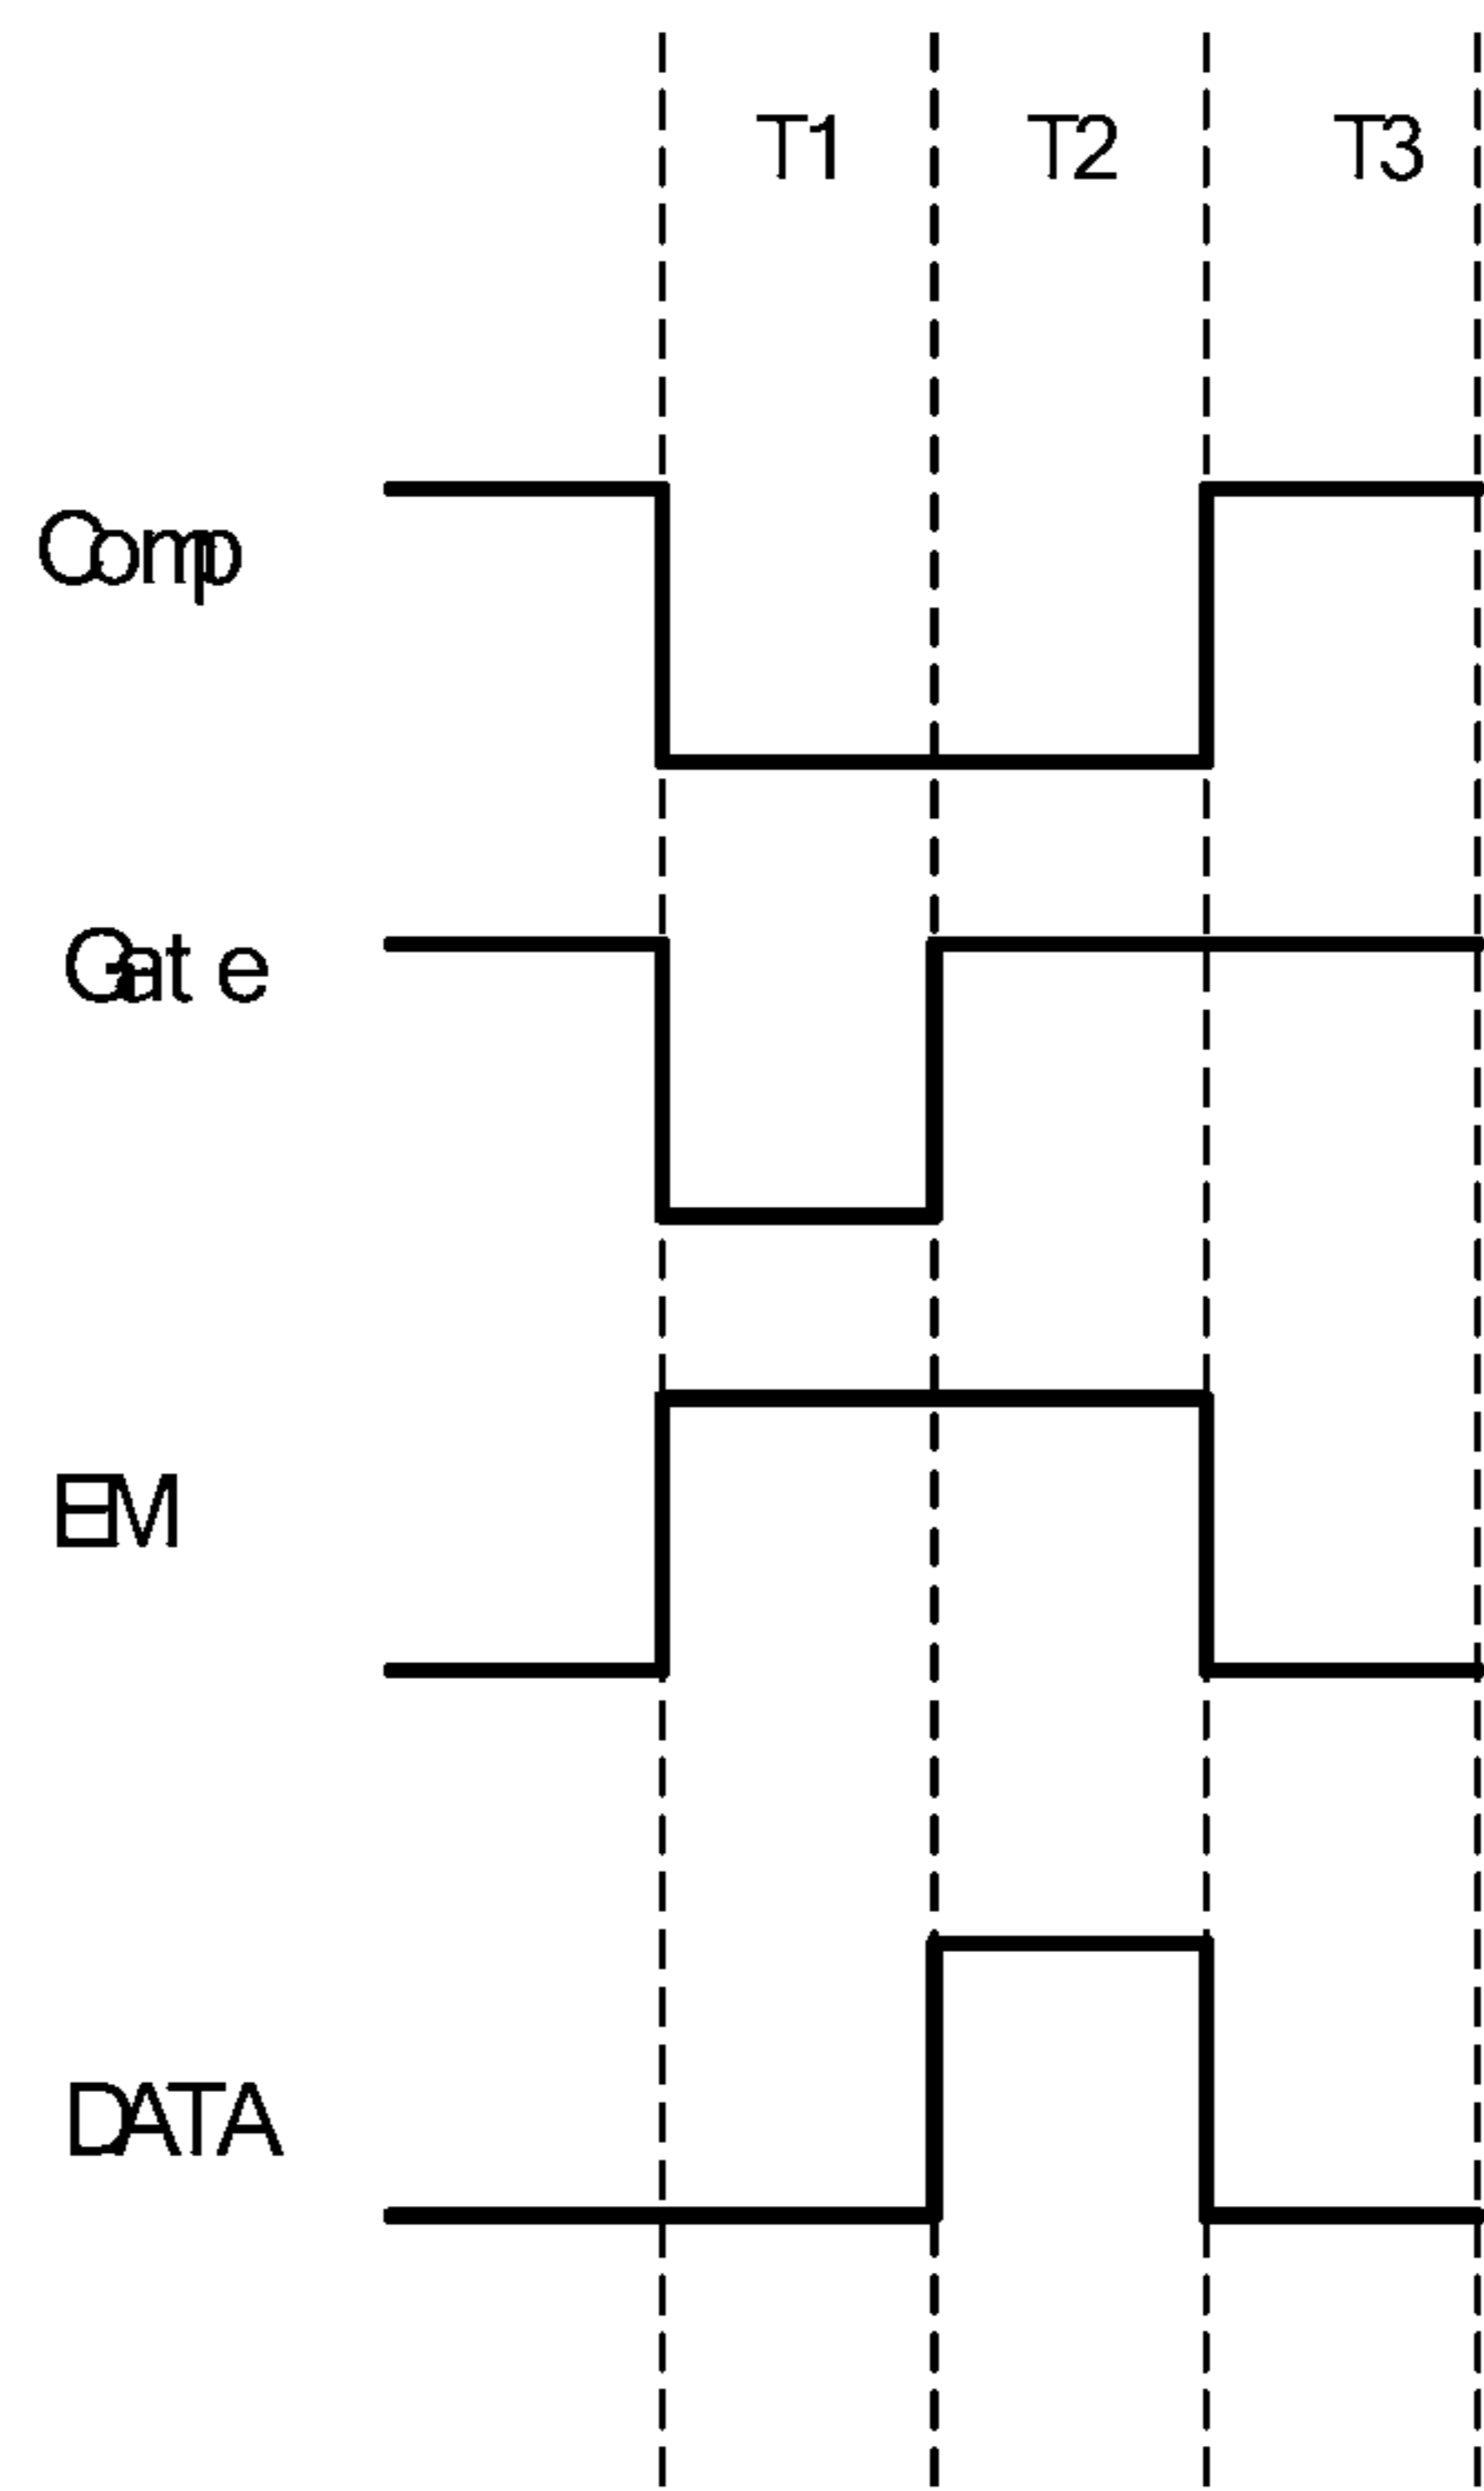 T1 T2 T3
Comp
Gate
EM
DATA